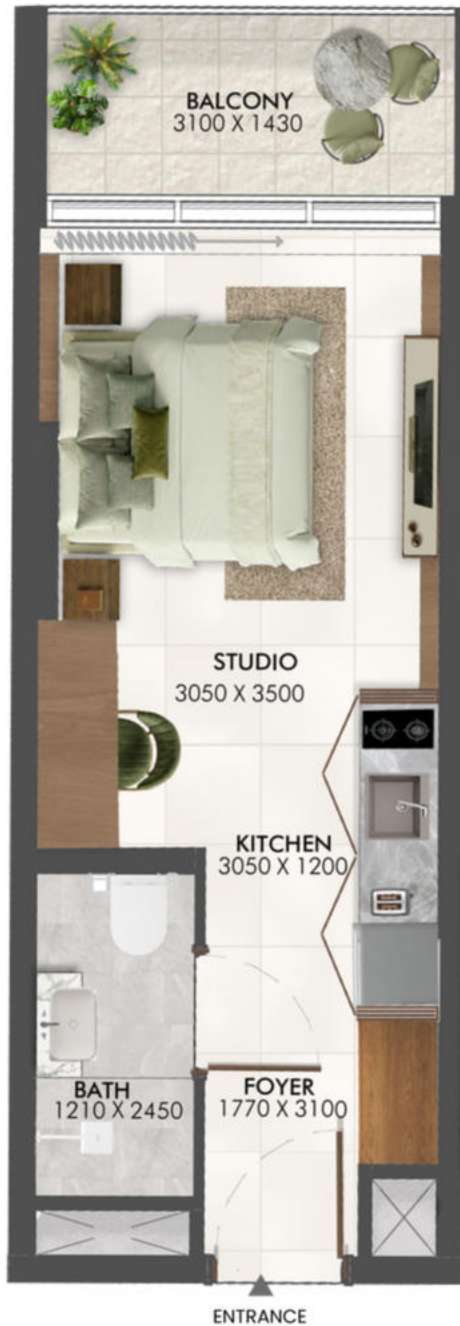 BALCONY
3100 X 1430
STUDIO
3050 X 3500
KITCHEN
3050 X 1200
BATH
1210 X 2450
FOYER
1770 X 3100
ENTRANCE